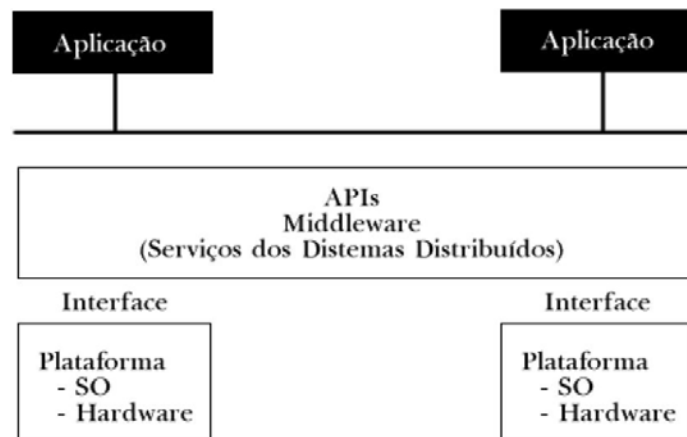 Aplicação
Aplicação
APIs
Middleware
(Serviços dos Distemas Distribuídos)
Interface
Interface
Plataforma
- SO
- Hardware
Plataforma
- SO
- Hardware